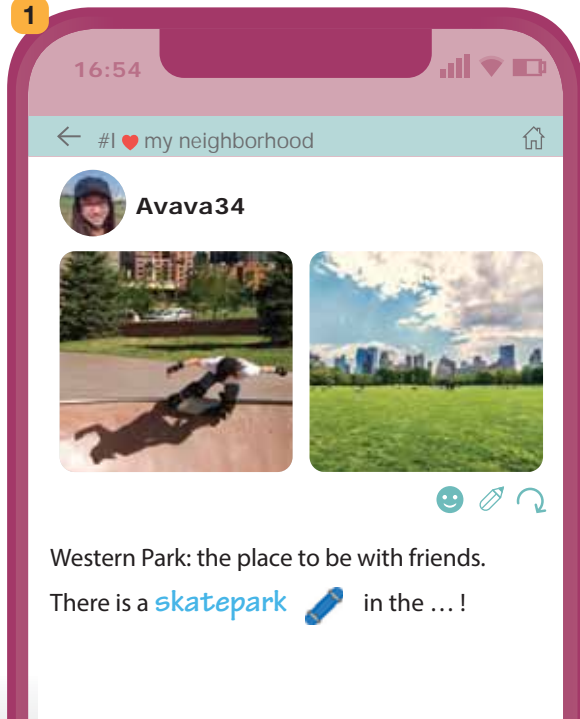 1
16:54
#I ❤ my neighborhood
Avava34
Western Park: the place to be with friends.
There is a skatepark in the … !